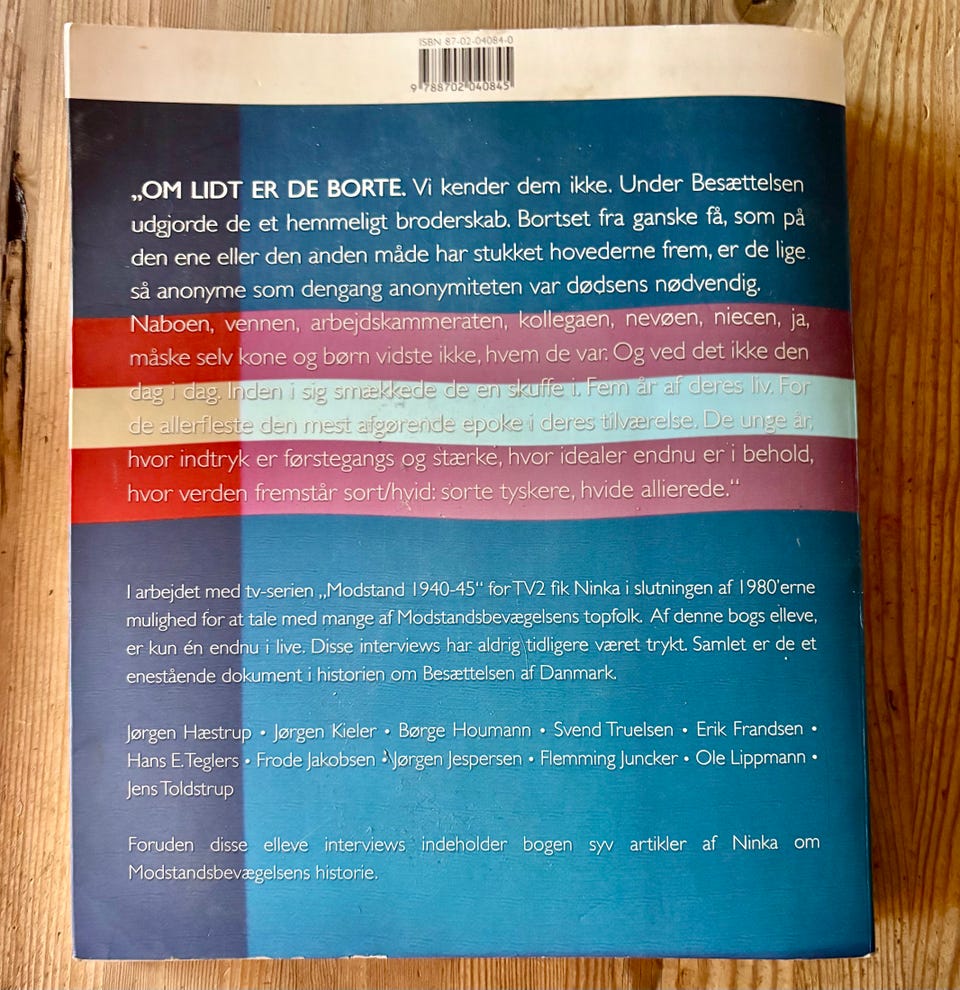 ISBN 87-02-04084-0
9 788702 040845
„OM LIDT ER DE BORTE. Vi kender dem ikke. Under Besættelsen
udgjorde de et hemmeligt broderskab. Bortset fra ganske få, som på
den ene eller den anden måde har stukket hovederne frem, er de lige
så anonyme som dengang anonymiteten var dødsens nødvendig.
Naboen, vennen, arbejdskammeraten, kollegaen, nevøen, niecen, ja,
måske selv kone og børn vidste ikke, hvem de var. Og ved det ikke den
dag i dag. Inden i sig smækkede de en skuffe i. Fem år af deres liv. For
de allerfleste den mest afgørende epoke i deres tilværelse. De unge år,
hvor indtryk er førstegangs og stærke, hvor idealer endnu er i behold,
hvor verden fremstår sort/hvid: sorte tyskere, hvide allierede.“
I arbejdet med tv-serien „Modstand 1940-45“ for TV2 fik Ninka i slutningen af 1980'erne
mulighed for at tale med mange af Modstandsbevægelsens topfolk. Af denne bogs elleve,
er kun én endnu i live. Disse interviews har aldrig tidligere været trykt. Samlet er de et
enestående dokument i historien om Besættelsen af Danmark.
Jørgen Hæstrup • Jørgen Kieler • Børge Houmann • Svend Truelsen • Erik Frandsen •
Hans E. Teglers • Frode Jakobsen • Jørgen Jespersen • Flemming Juncker • Ole Lippmann •
Jens Toldstrup
Foruden disse elleve interviews indeholder bogen syv artikler af Ninka om
Modstandsbevægelsens historie.